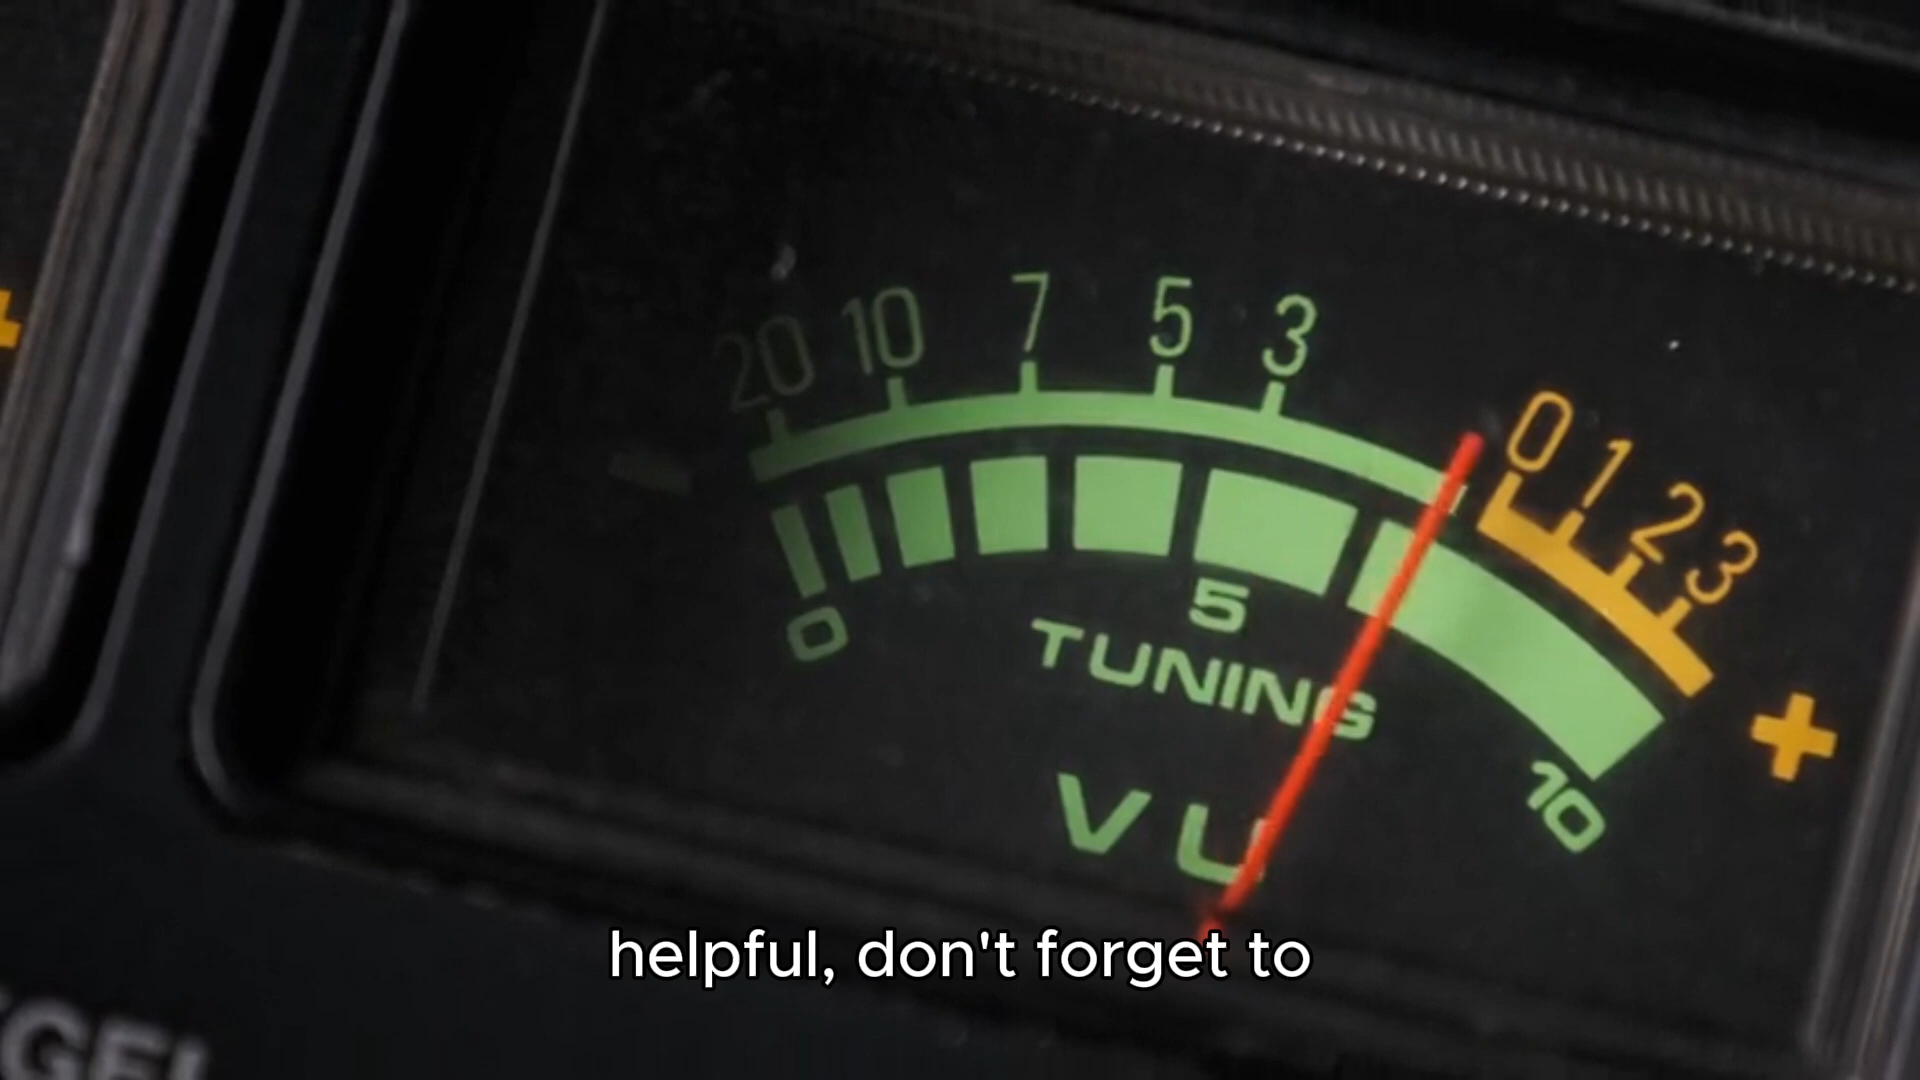 20 10 7 5 3 0 1 2 3
0 5 10
TUNING
VU
+
helpful, don't forget to